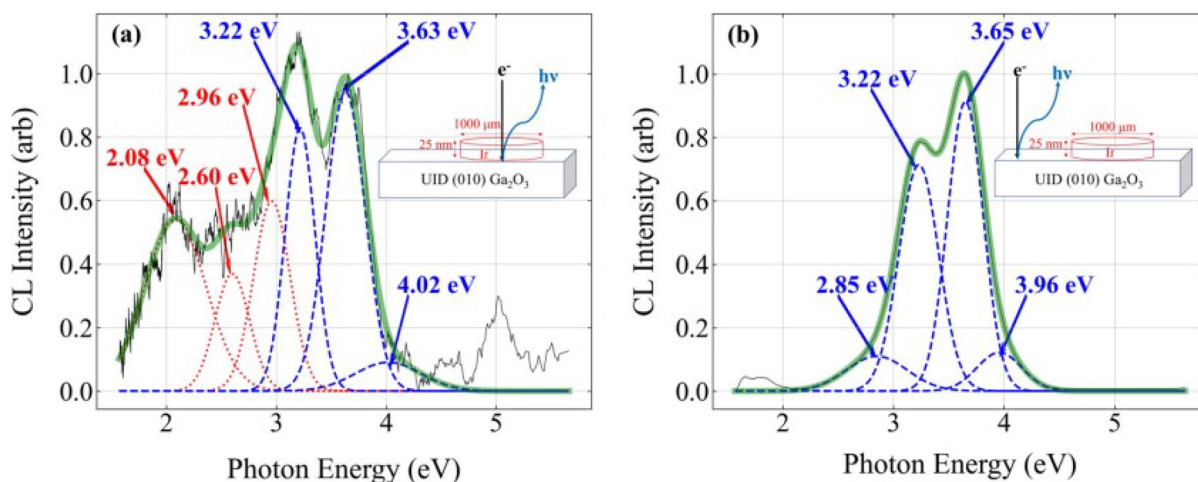 (a)
3.22 eV
3.63 eV
2.96 eV
2.08 eV
2.60 eV
4.02 eV
e-
hν
1000 μm
25 nm
Ir
UID (010) Ga₂O₃
CL Intensity (arb)
1.0
0.8
0.6
0.4
0.2
0.0
2
3
4
5
Photon Energy (eV)
(b)
3.65 eV
3.22 eV
2.85 eV
3.96 eV
e-
hν
1000 μm
25 nm
Ir
UID (010) Ga₂O₃
CL Intensity (arb)
1.0
0.8
0.6
0.4
0.2
0.0
2
3
4
5
Photon Energy (eV)